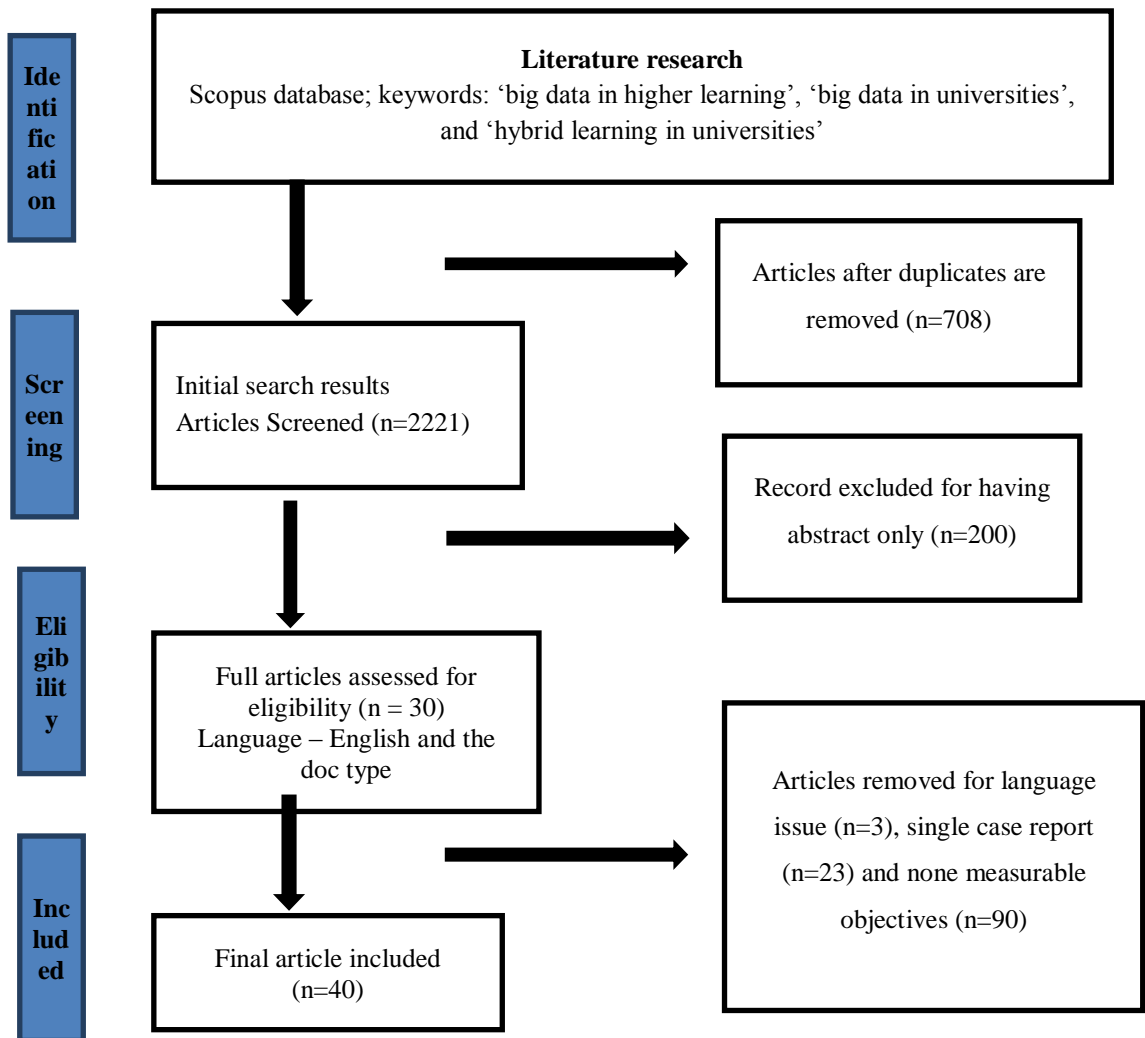 Ide
nti
fic
ati
on
Literature research
Scopus database; keywords: ‘big data in higher learning’, ‘big data in universities’,
and ‘hybrid learning in universities’
Articles after duplicates are
removed (n=708)
Scr
een
ing
Initial search results
Articles Screened (n=2221)
Record excluded for having
abstract only (n=200)
Eli
gib
ilit
y
Full articles assessed for
eligibility (n = 30)
Language – English and the
doc type
Articles removed for language
issue (n=3), single case report
(n=23) and none measurable
objectives (n=90)
Inc
lud
ed
Final article included
(n=40)